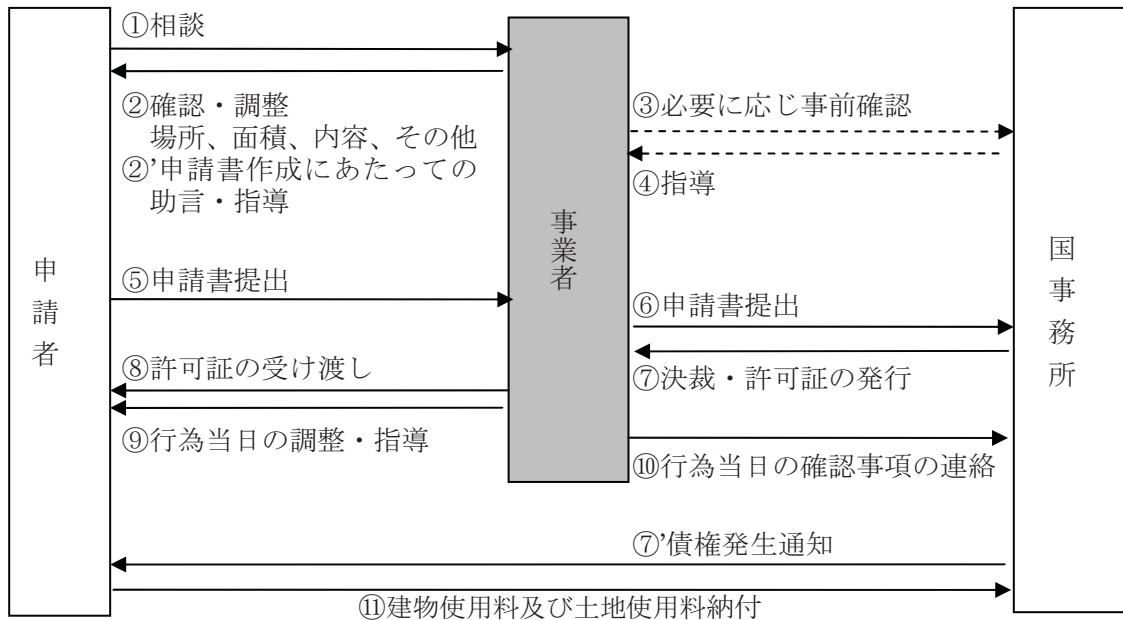 ①相談
②確認・調整
場所、面積、内容、その他
②'申請書作成にあたっての
助言・指導
③必要に応じ事前確認
④指導
申請者
事業者
国事務所
⑤申請書提出
⑥申請書提出
⑧許可証の受け渡し
⑦決裁・許可証の発行
⑨行為当日の調整・指導
⑩行為当日の確認事項の連絡
⑦'債権発生通知
⑪建物使用料及び土地使用料納付